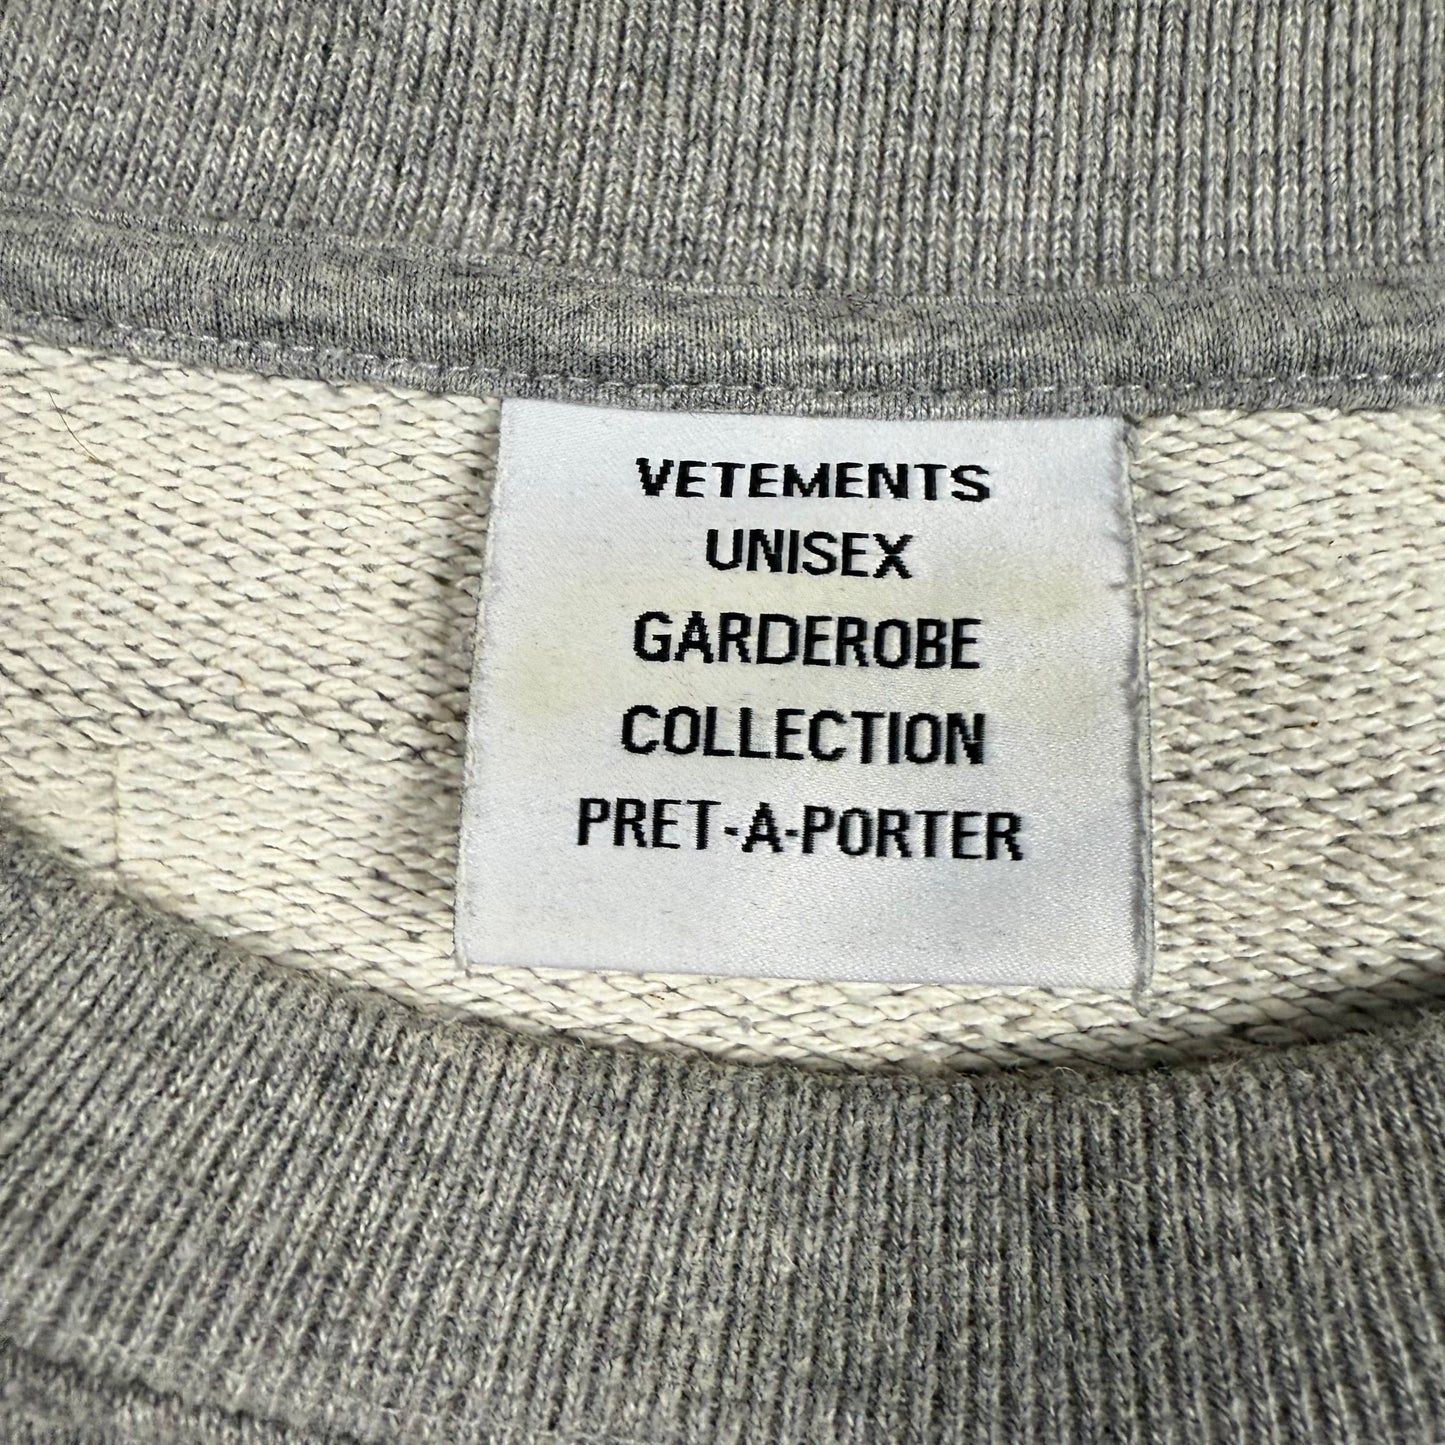 VETEMENTS
UNISEX
GARDEROBE
COLLECTION
PRET-A-PORTER